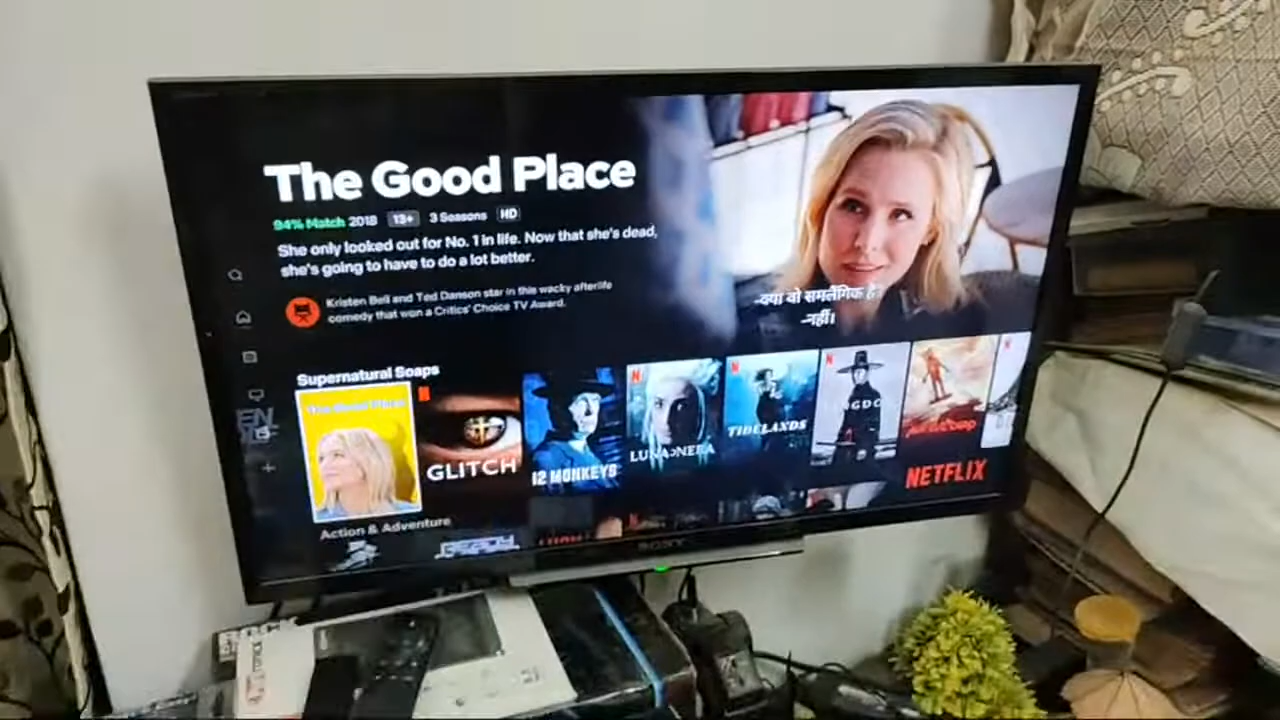 The Good Place
94% Match 2018 13+ 3 Seasons HD
She only looked out for No. 1 in life. Now that she's dead,
she's going to have to do a lot better.
Kristen Bell and Ted Danson star in this wacky afterlife
comedy that won a Critics' Choice TV Award.
-क्या वो समलैंगिक है?
-नहीं।
Supernatural Soaps
The Good Place
GLITCH
12 MONKEYS
LUNA NERA
TIDELANDS
NETFLIX
Action & Adventure
READY
SONY